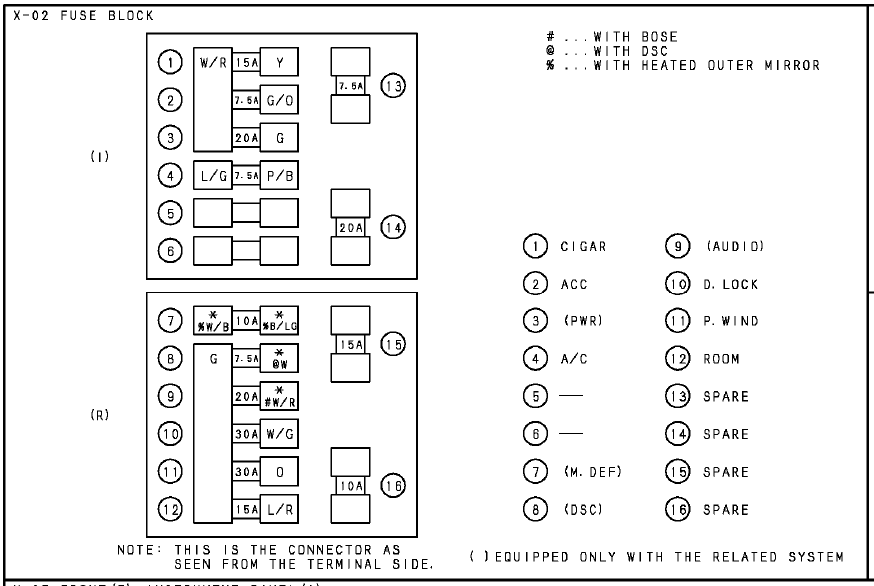 X-02 FUSE BLOCK
# ...WITH BOSE
@ ...WITH DSC
% ...WITH HEATED OUTER MIRROR
(I)
1 W/R 15A Y
2 7.5A G/O
3 20A G
4 L/G 7.5A P/B
5
6
7.5A 13
20A 14
(R)
7 * %W/B 10A * %B/LG
8 G 7.5A * @W
9 20A * #W/R
10 30A W/G
11 30A O
12 15A L/R
15A 15
10A 16
1 CIGAR 9 (AUDIO)
2 ACC 10 D.LOCK
3 (PWR) 11 P.WIND
4 A/C 12 ROOM
5 — 13 SPARE
6 — 14 SPARE
7 (M.DEF) 15 SPARE
8 (DSC) 16 SPARE
NOTE: THIS IS THE CONNECTOR AS
SEEN FROM THE TERMINAL SIDE.
( )EQUIPPED ONLY WITH THE RELATED SYSTEM